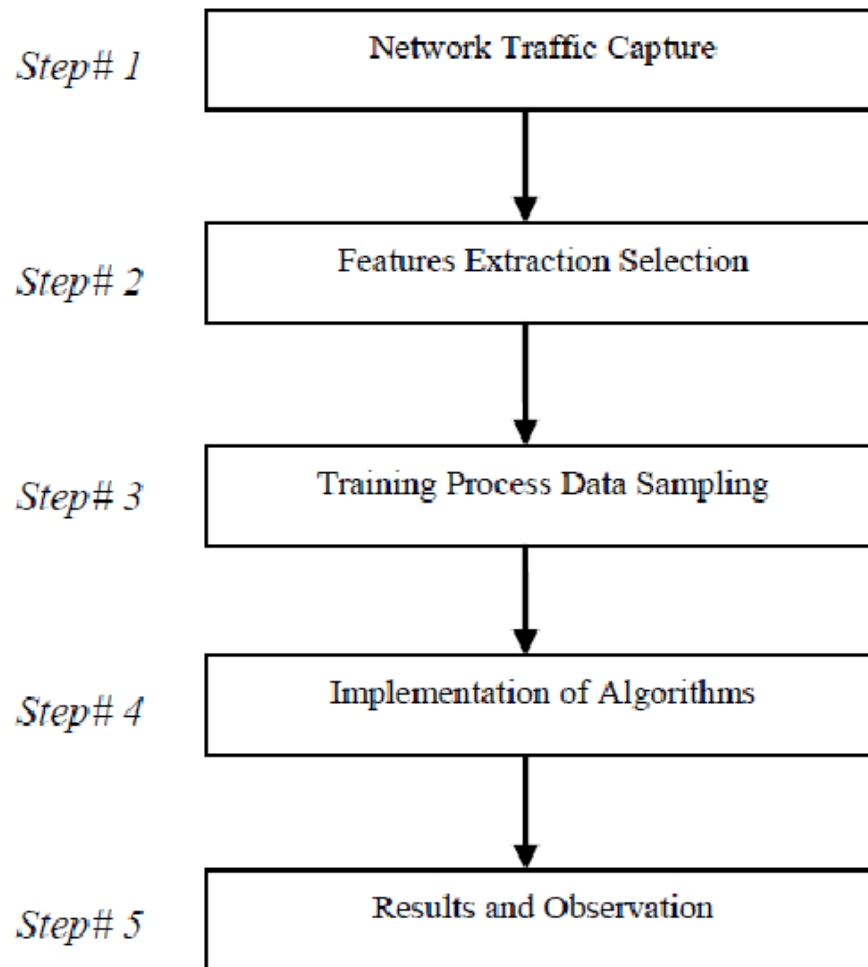 Step# 1
Network Traffic Capture
Step# 2
Features Extraction Selection
Step# 3
Training Process Data Sampling
Step# 4
Implementation of Algorithms
Step# 5
Results and Observation